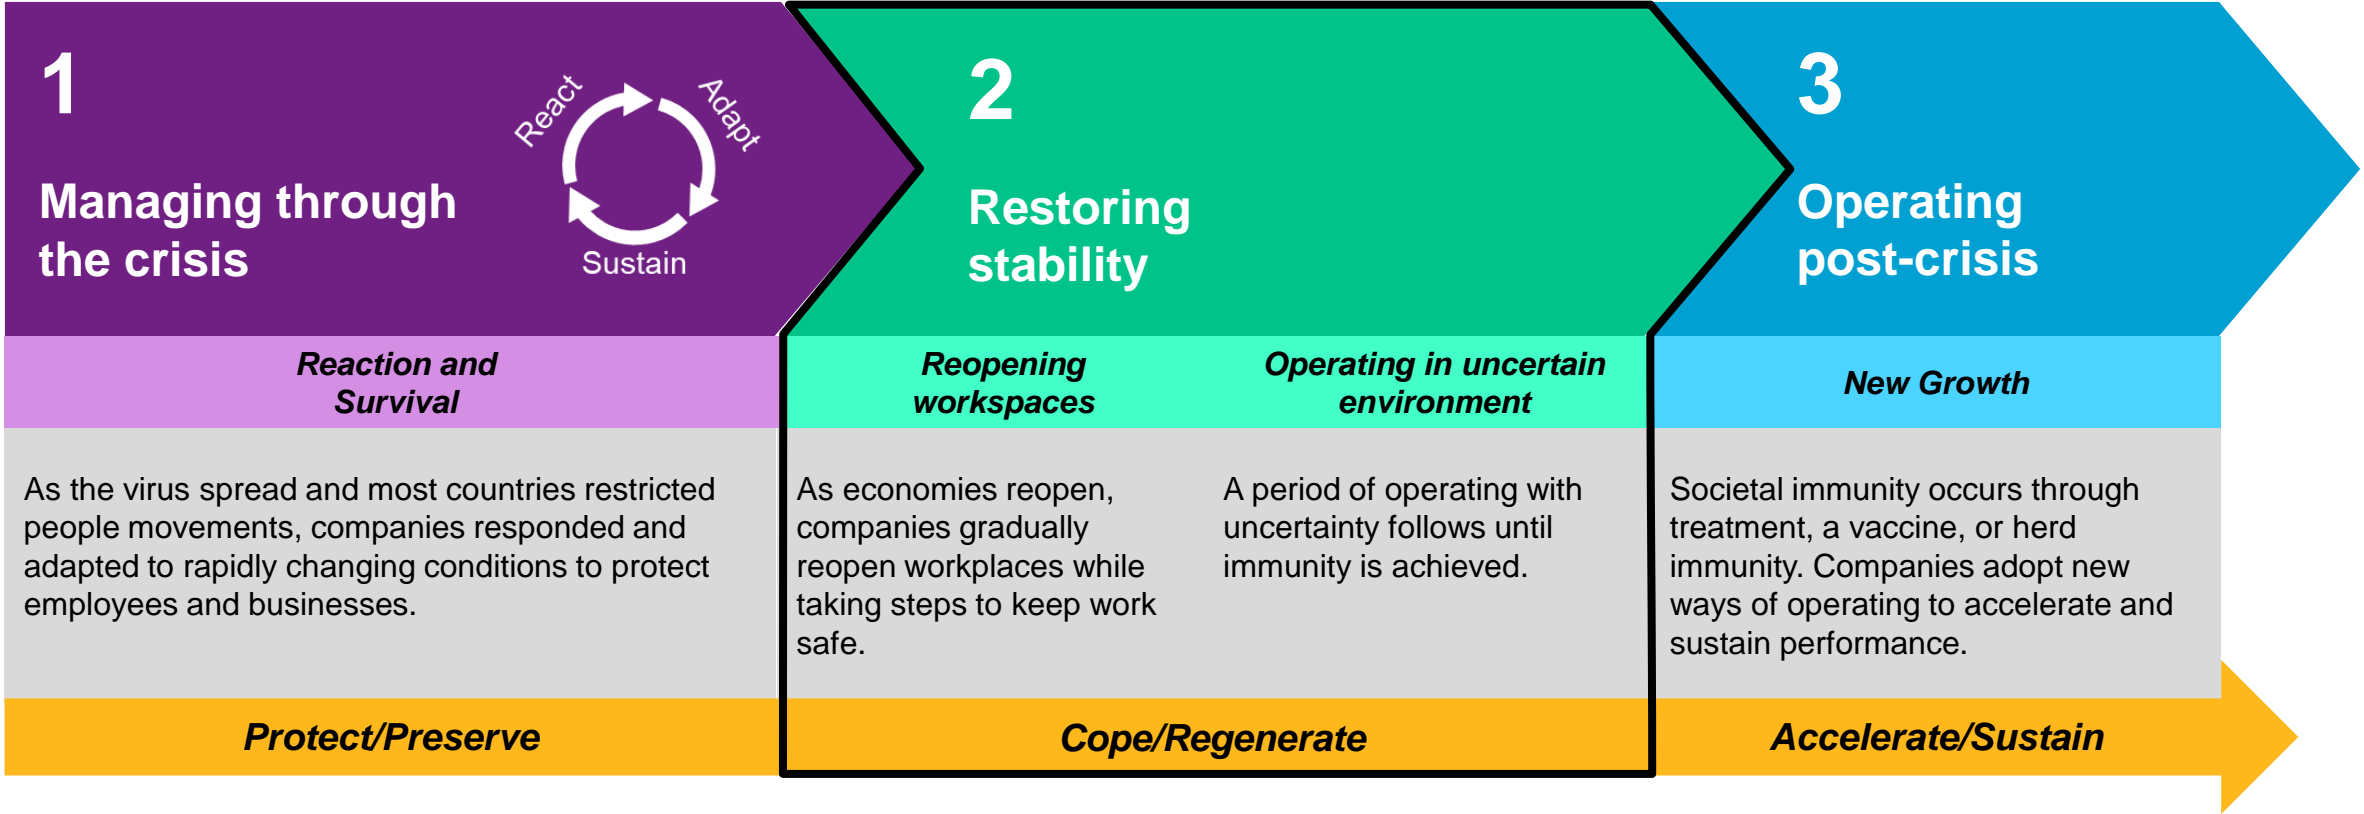 1
Managing through
the crisis
React
Adapt
Sustain
2
Restoring
stability
3
Operating
post-crisis
Reaction and
Survival
Reopening
workspaces
Operating in uncertain
environment
New Growth
As the virus spread and most countries restricted
people movements, companies responded and
adapted to rapidly changing conditions to protect
employees and businesses.
As economies reopen,
companies gradually
reopen workplaces while
taking steps to keep work
safe.
A period of operating with
uncertainty follows until
immunity is achieved.
Societal immunity occurs through
treatment, a vaccine, or herd
immunity. Companies adopt new
ways of operating to accelerate and
sustain performance.
Protect/Preserve
Cope/Regenerate
Accelerate/Sustain